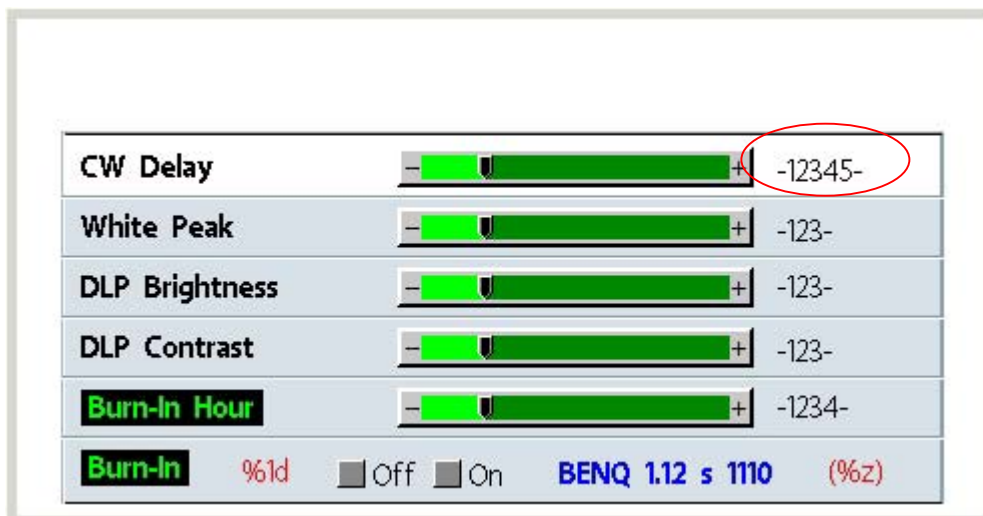 CW Delay - + -12345-
White Peak - + -123-
DLP Brightness - + -123-
DLP Contrast - + -123-
Burn-In Hour - + -1234-
Burn-In %1d Off On BENQ 1.12 s 1110 (%z)